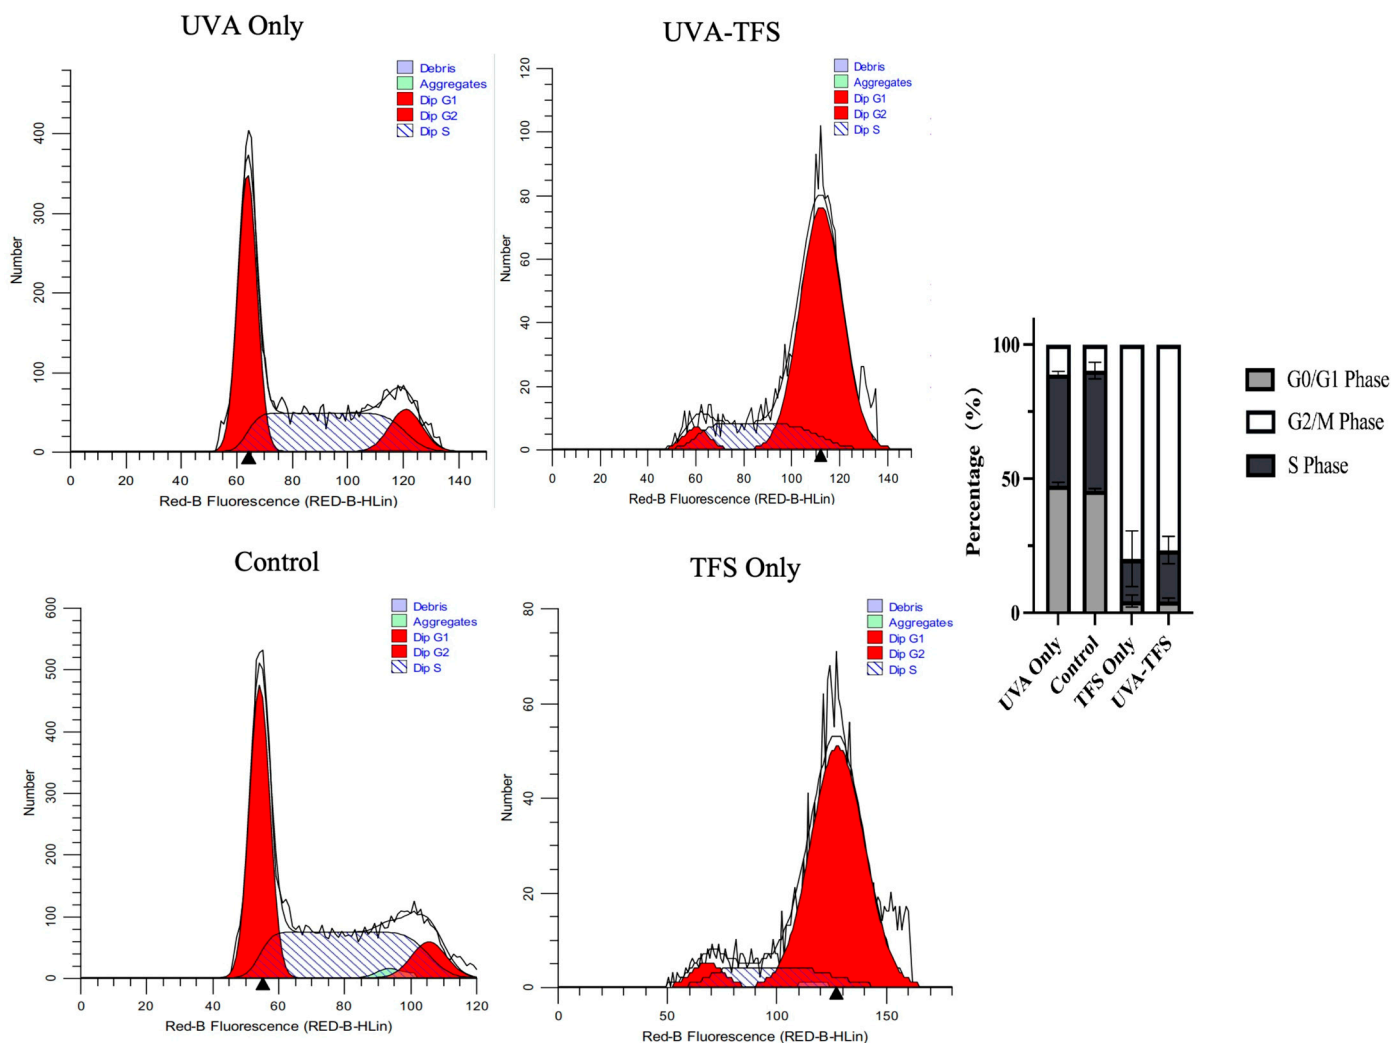 UVA Only
Debris
Aggregates
Dip G1
Dip G2
Dip S
Number
400
300
200
100
0
0 20 40 60 80 100 120 140
Red-B Fluorescence (RED-B-HLin)
UVA-TFS
Debris
Aggregates
Dip G1
Dip G2
Dip S
Number
120
100
80
60
40
20
0
0 20 40 60 80 100 120 140
Red-B Fluorescence (RED-B-HLin)
Control
Debris
Aggregates
Dip G1
Dip G2
Dip S
Number
600
500
400
300
200
100
0
0 20 40 60 80 100 120
Red-B Fluorescence (RED-B-HLin)
TFS Only
Debris
Aggregates
Dip G1
Dip G2
Dip S
Number
80
60
40
20
0
0 50 100 150
Red-B Fluorescence (RED-B-HLin)
Percentage (%)
100
50
0
UVA Only
Control
TFS Only
UVA-TFS
G0/G1 Phase
G2/M Phase
S Phase